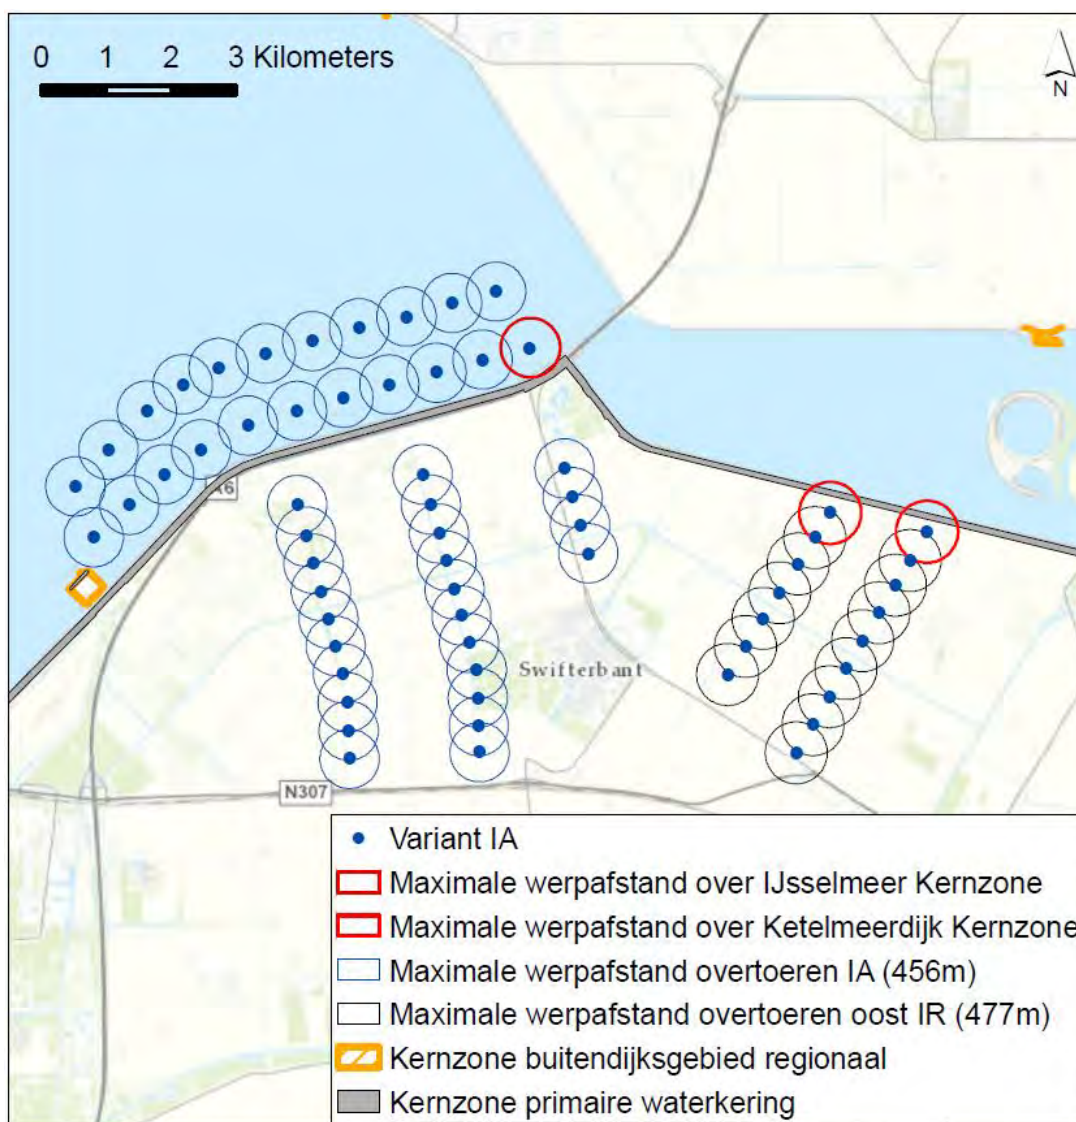 0 1 2 3 Kilometers
N
A6
Swifterbant
N307
Variant IA
Maximale werpafstand over IJsselmeer Kernzone
Maximale werpafstand over Ketelmeerdijk Kernzone
Maximale werpafstand overtoeren IA (456m)
Maximale werpafstand overtoeren oost IR (477m)
Kernzone buitendijksgebied regionaal
Kernzone primaire waterkering